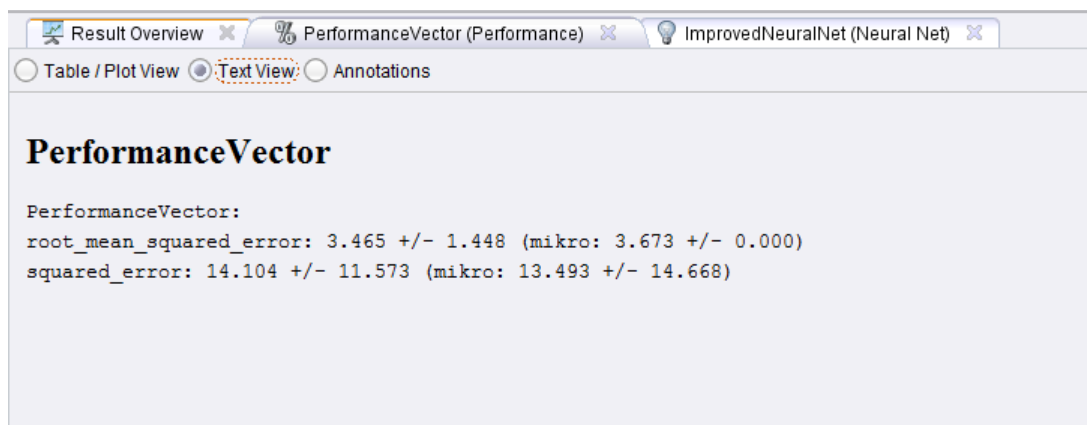 Result Overview PerformanceVector (Performance) ImprovedNeuralNet (Neural Net)
Table / Plot View Text View Annotations
PerformanceVector
PerformanceVector:
root_mean_squared_error: 3.465 +/- 1.448 (mikro: 3.673 +/- 0.000)
squared_error: 14.104 +/- 11.573 (mikro: 13.493 +/- 14.668)